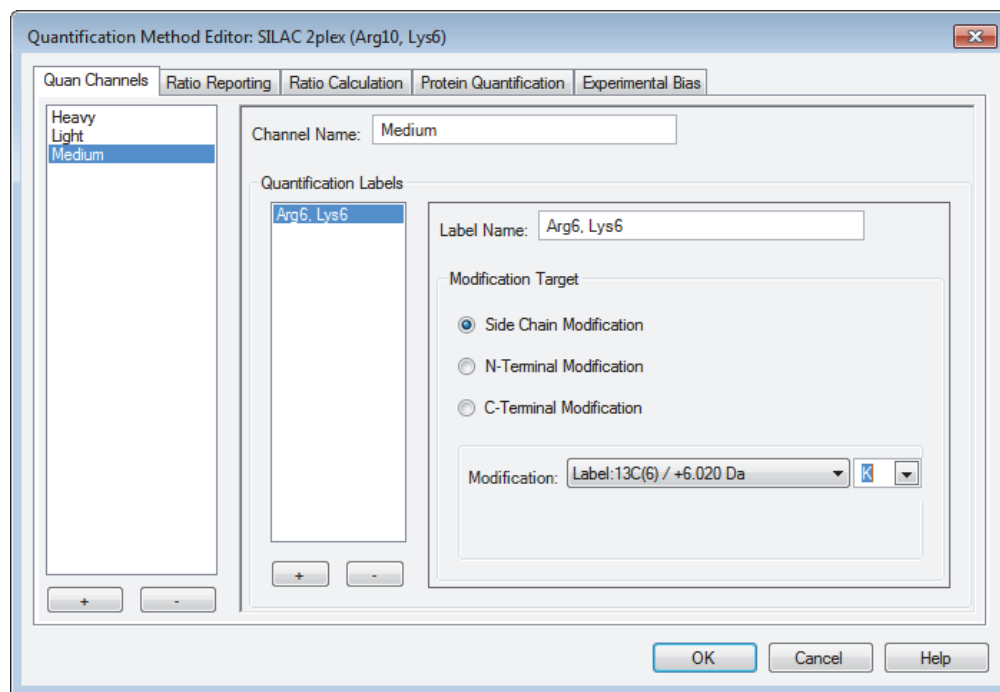 Quantification Method Editor: SILAC 2plex (Arg10, Lys6)
Quan Channels Ratio Reporting Ratio Calculation Protein Quantification Experimental Bias
Heavy
Light
Medium
Channel Name: Medium
Quantification Labels
Arg6, Lys6
Label Name: Arg6, Lys6
Modification Target
Side Chain Modification
N-Terminal Modification
C-Terminal Modification
Modification: Label:13C(6) / +6.020 Da K
+ -
+ -
OK Cancel Help